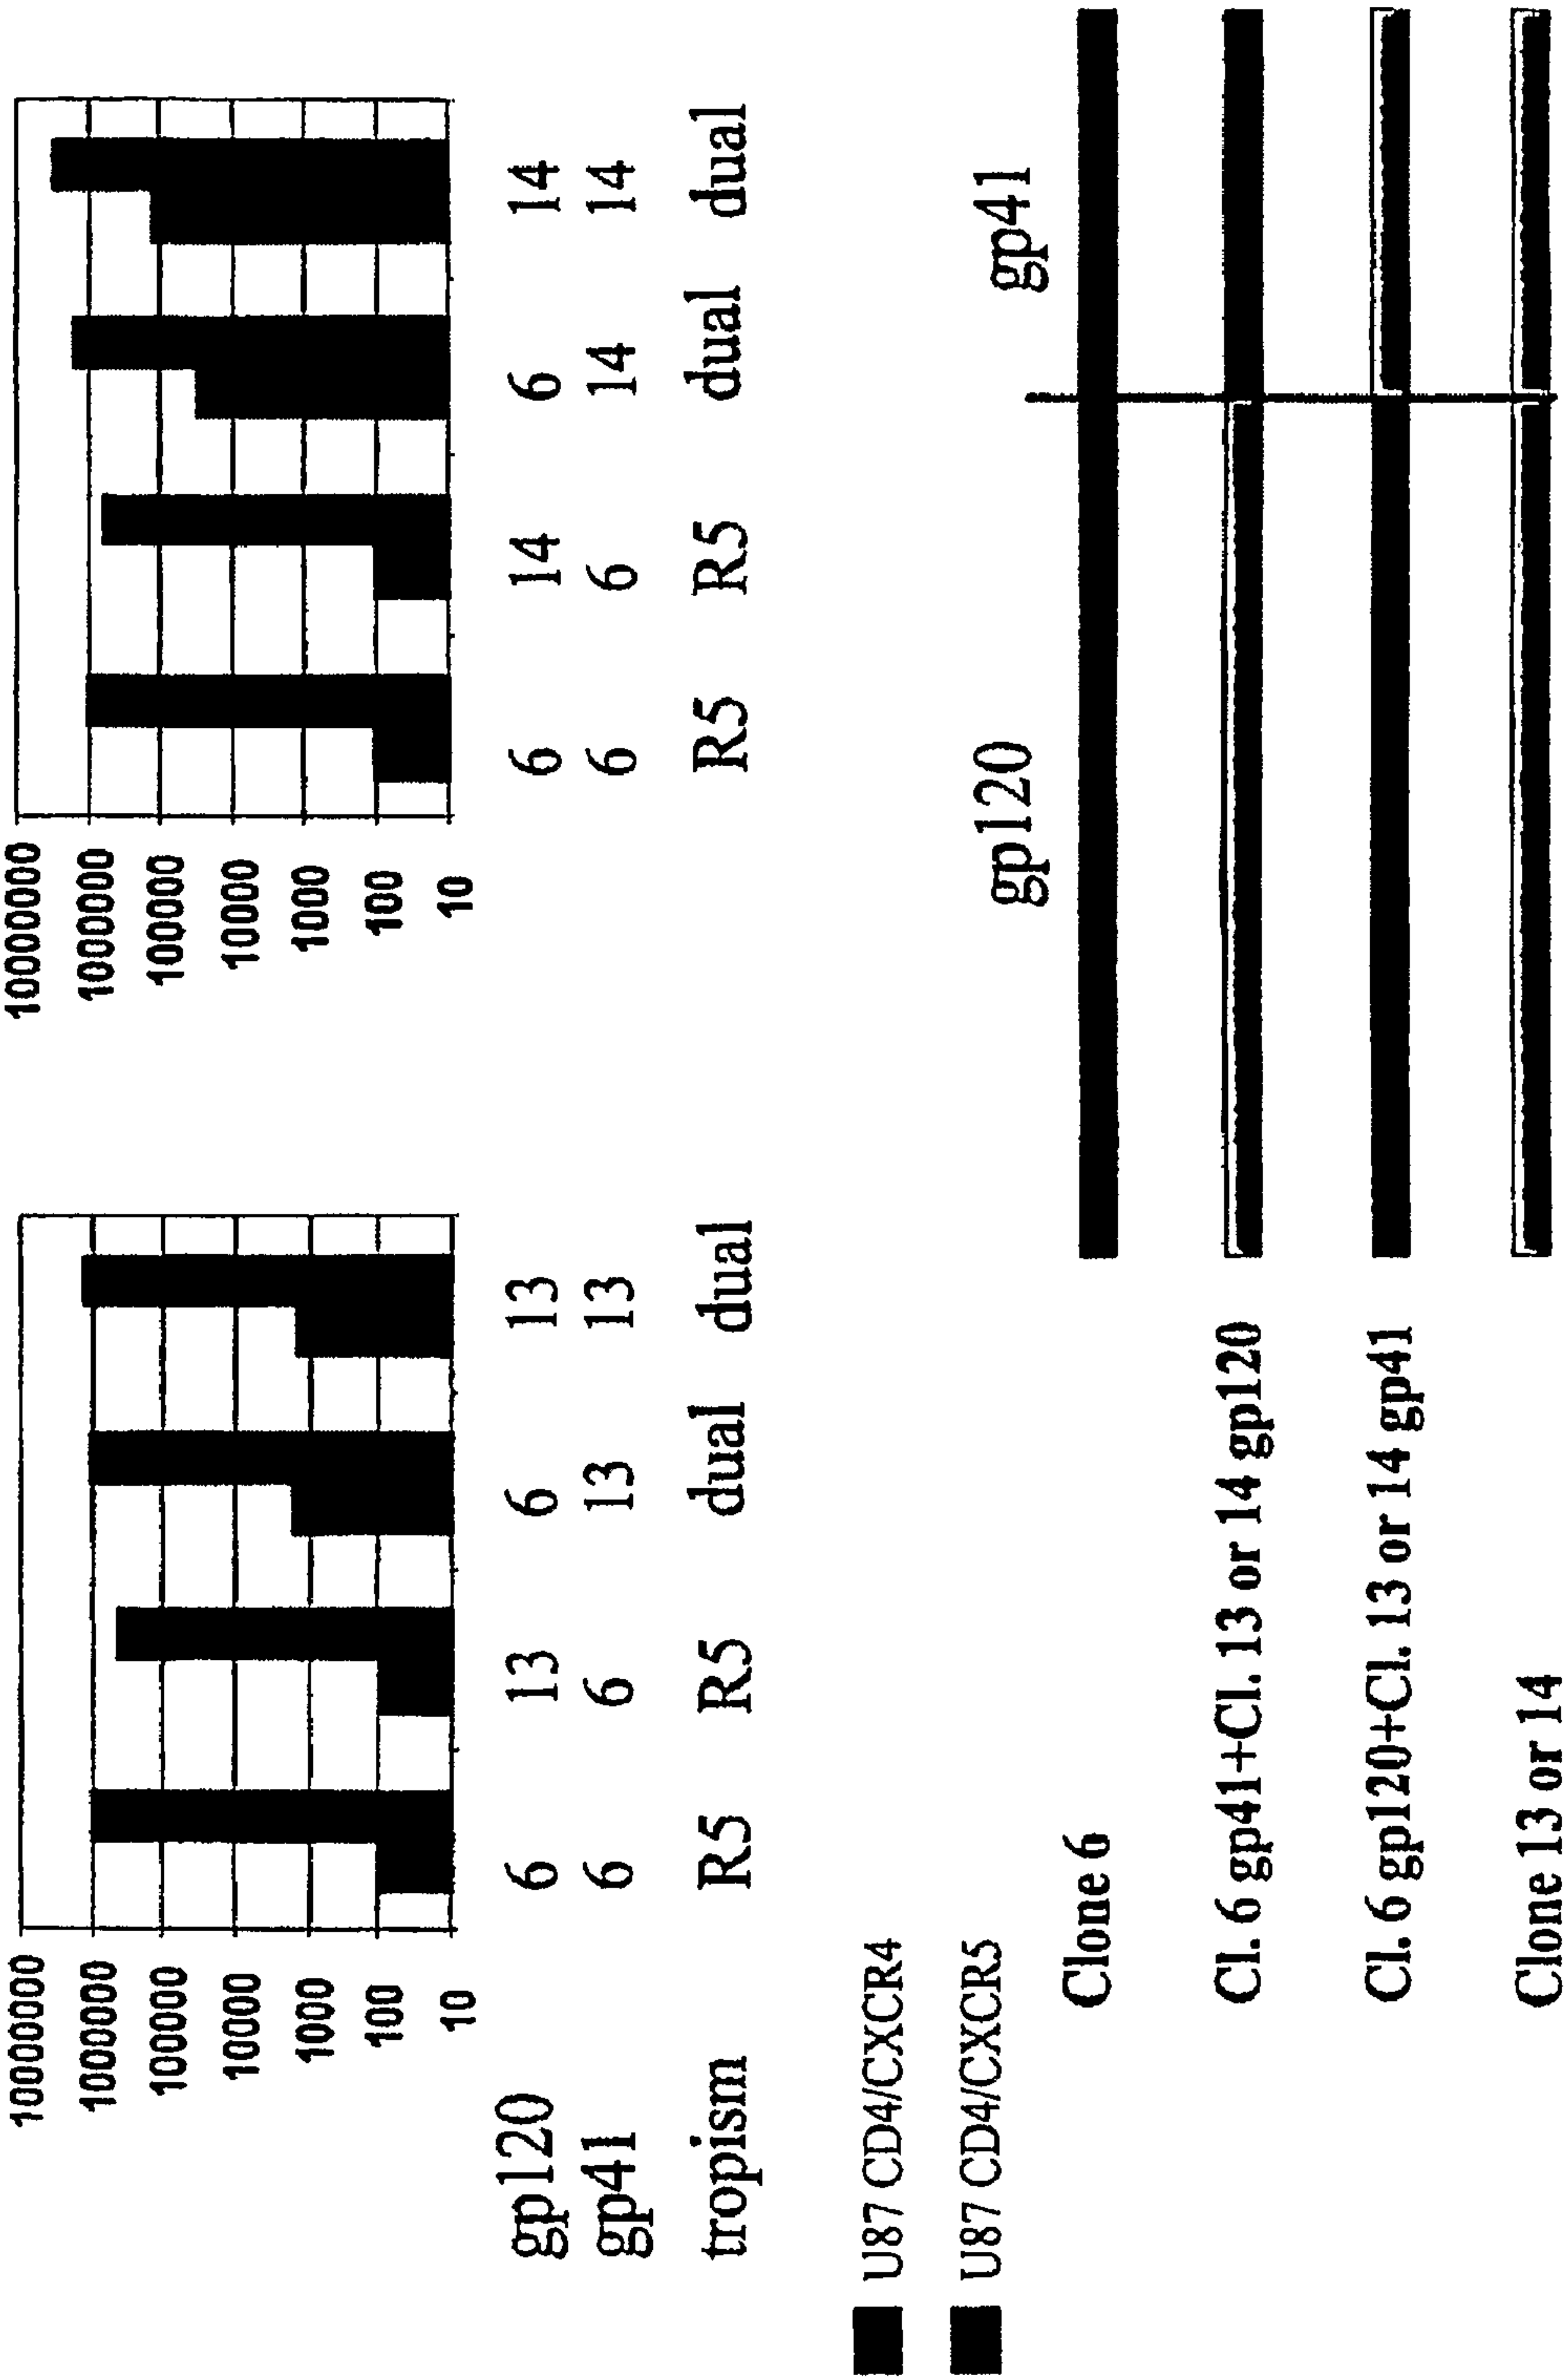 10000000
1000000
100000
10000
1000
100
10
gp120 6 13 6 13
gp41 6 6 13 13
tropism R5 R5 dual dual
10000000
1000000
100000
10000
1000
100
10
6 14 6 14
6 6 14 14
R5 R5 dual dual
U87 CD4/CXCR4
U87 CD4/CXCR5
gp120 gp41
Clone 6
Cl. 6 gp41+Cl. 13 or 14 gp120
Cl. 6 gp120+Cl. 13 or 14 gp41
Clone 13 or 14